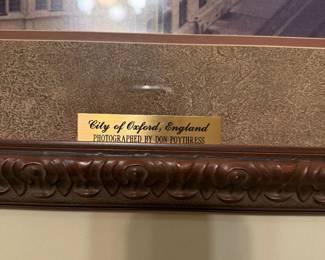 City of Oxford, England
PHOTOGRAPHED BY DON POYTHRESS